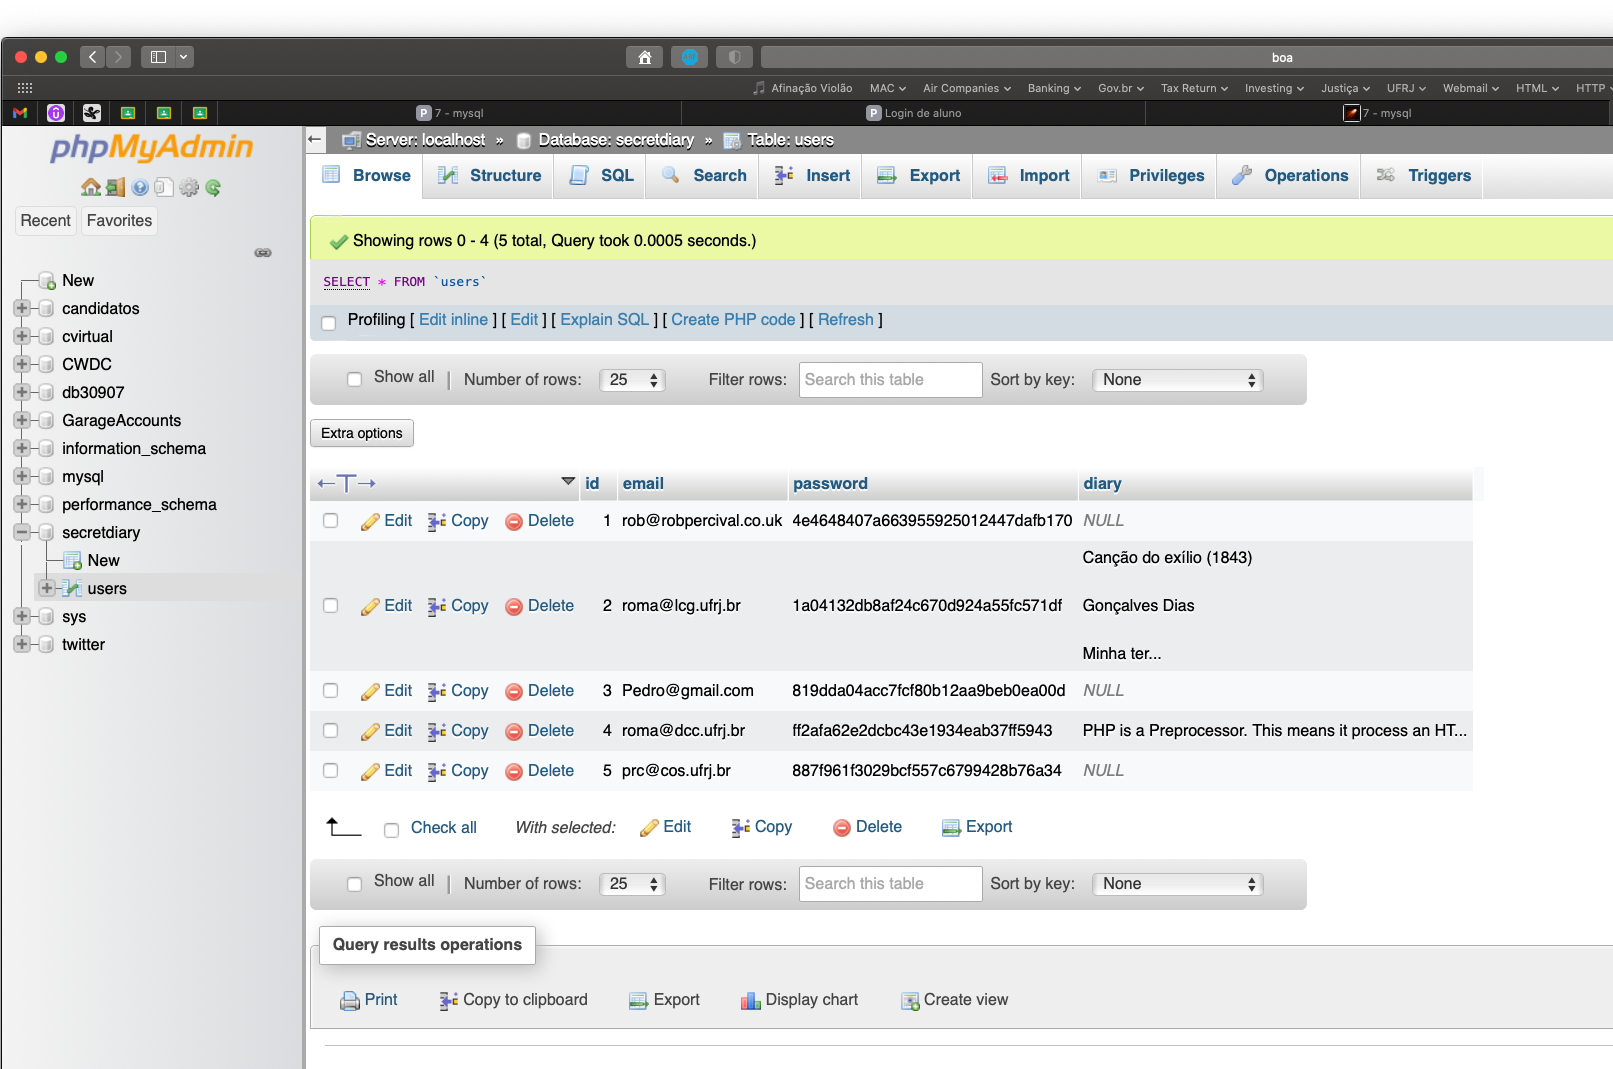 boa
Afinação Violão MAC Air Companies Banking Gov.br Tax Return Investing Justiça UFRJ Webmail HTML HTTP
7 - mysql Login de aluno 7 - mysql
phpMyAdmin
Recent Favorites
New
candidatos
cvirtual
CWDC
db30907
GarageAccounts
information_schema
mysql
performance_schema
secretdiary
New
users
sys
twitter
Server: localhost » Database: secretdiary » Table: users
Browse Structure SQL Search Insert Export Import Privileges Operations Triggers
Showing rows 0 - 4 (5 total, Query took 0.0005 seconds.)
SELECT * FROM `users`
Profiling [ Edit inline ] [ Edit ] [ Explain SQL ] [ Create PHP code ] [ Refresh ]
Show all | Number of rows: 25 Filter rows: Search this table Sort by key: None
Extra options
←T→ id email password diary
Edit Copy Delete 1 rob@robpercival.co.uk 4e4648407a663955925012447dafb170 NULL
Canção do exílio (1843)
Edit Copy Delete 2 roma@lcg.ufrj.br 1a04132db8af24c670d924a55fc571df Gonçalves Dias
Minha ter...
Edit Copy Delete 3 Pedro@gmail.com 819dda04acc7fcf80b12aa9beb0ea00d NULL
Edit Copy Delete 4 roma@dcc.ufrj.br ff2afa62e2dcbc43e1934eab37ff5943 PHP is a Preprocessor. This means it process an HT...
Edit Copy Delete 5 prc@cos.ufrj.br 887f961f3029bcf557c6799428b76a34 NULL
Check all With selected: Edit Copy Delete Export
Show all | Number of rows: 25 Filter rows: Search this table Sort by key: None
Query results operations
Print Copy to clipboard Export Display chart Create view